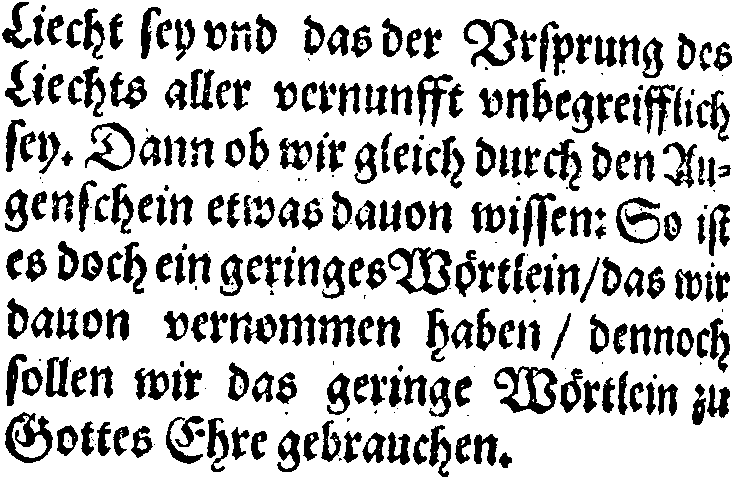 Liecht sey vnd das der Vrsprung des
Liechts aller vernunfft vnbegreifflich
sey. Dann ob wir gleich durch den Au-
genschein etwas dauon wissen: So ist
es doch ein geringes Wörtlein/das wir
dauon vernommen haben / dennoch
sollen wir das geringe Wörtlein zu
Gottes Ehre gebrauchen.